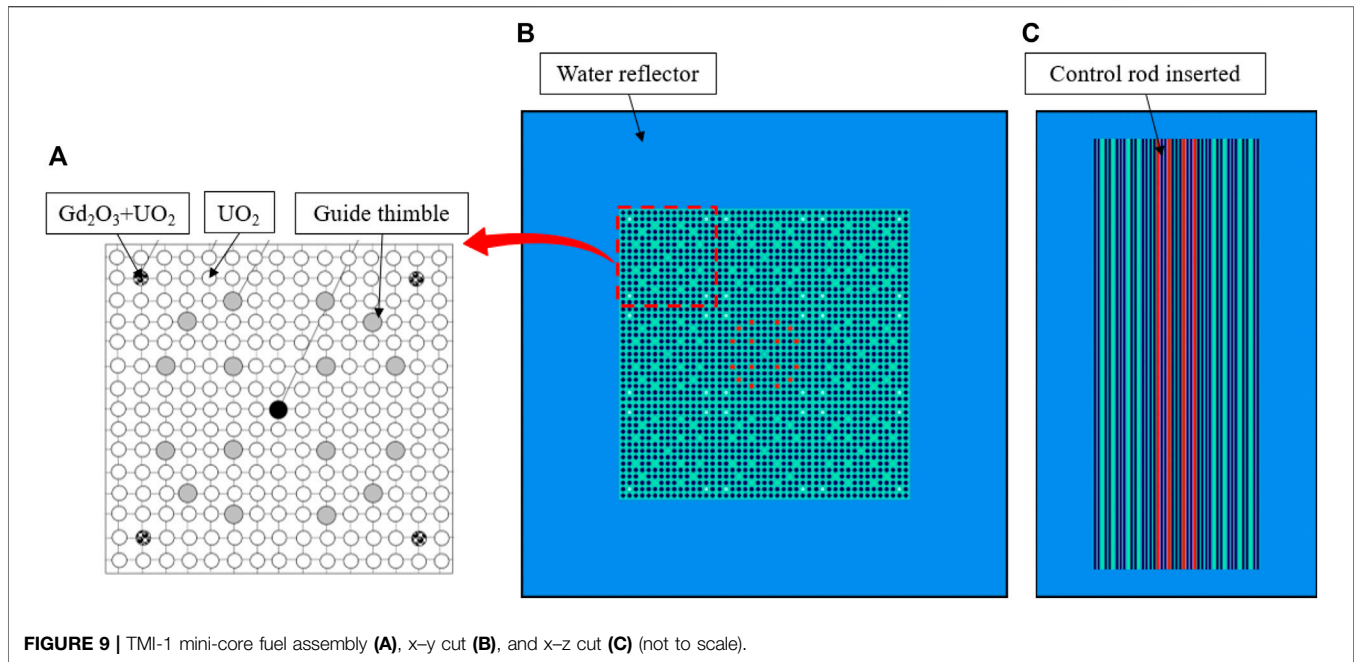 B
C
Water reflector
Control rod inserted
A
Gd₂O₃+UO₂
UO₂
Guide thimble
FIGURE 9 | TMI-1 mini-core fuel assembly (A), x–y cut (B), and x–z cut (C) (not to scale).